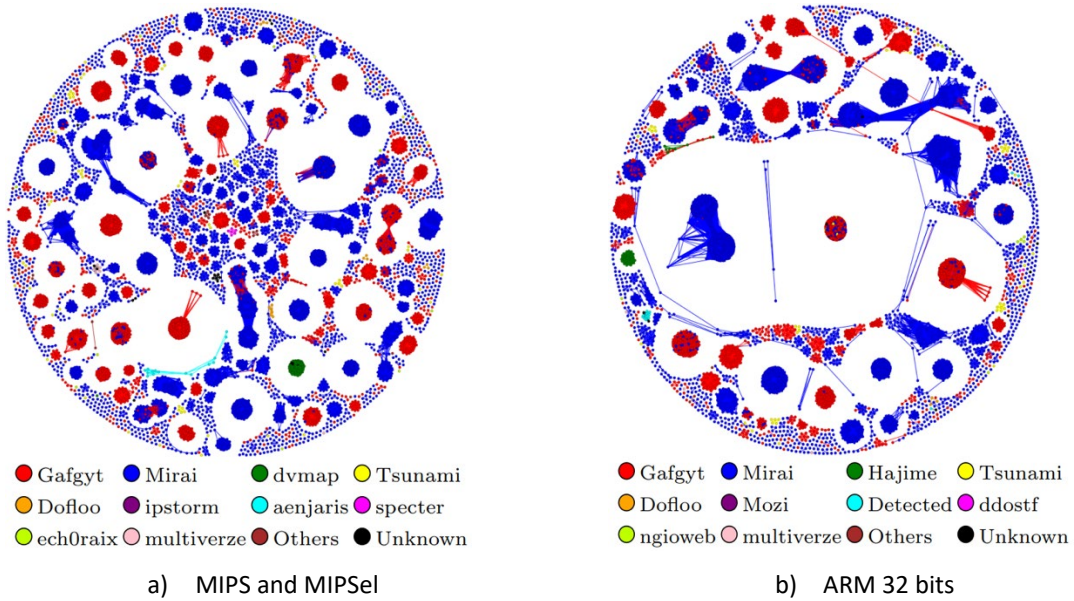 Gafgyt Mirai dvmap Tsunami
Dofloo ipstorm aenjaris specter
ech0raix multiverze Others Unknown
a) MIPS and MIPSel
Gafgyt Mirai Hajime Tsunami
Dofloo Mozi Detected ddostf
ngioweb multiverze Others Unknown
b) ARM 32 bits